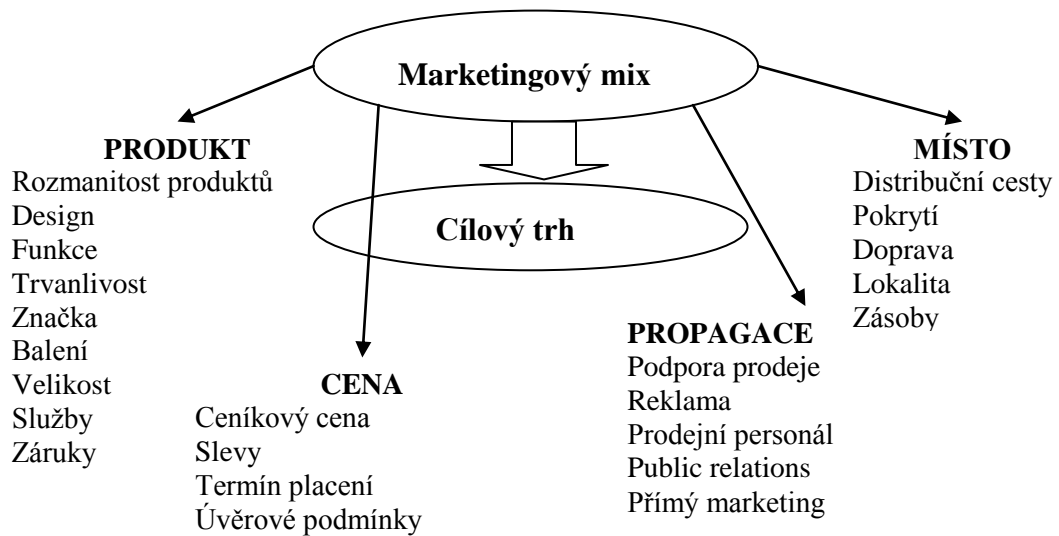 Marketingový mix
Cílový trh
PRODUKT
Rozmanitost produktů
Design
Funkce
Trvanlivost
Značka
Balení
Velikost
Služby
Záruky
CENA
Ceníkový cena
Slevy
Termín placení
Úvěrové podmínky
PROPAGACE
Podpora prodeje
Reklama
Prodejní personál
Public relations
Přímý marketing
MÍSTO
Distribuční cesty
Pokrytí
Doprava
Lokalita
Zásoby